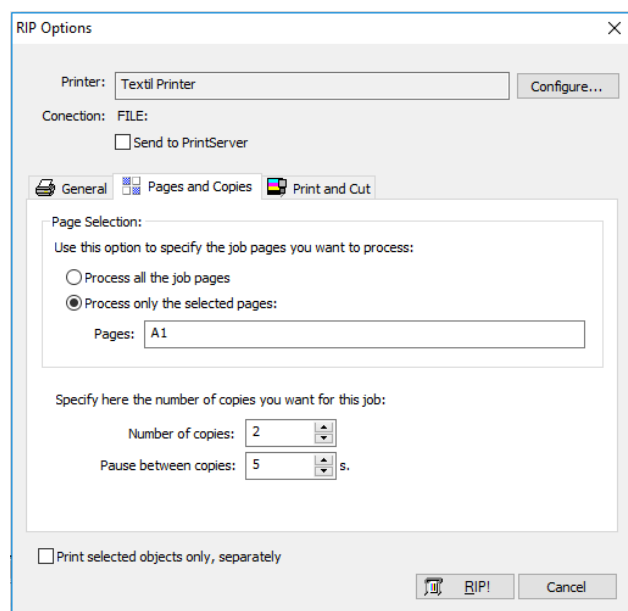 RIP Options
Printer: Textil Printer Configure...
Conection: FILE:
Send to PrintServer
General Pages and Copies Print and Cut
Page Selection:
Use this option to specify the job pages you want to process:
Process all the job pages
Process only the selected pages:
Pages: A1
Specify here the number of copies you want for this job:
Number of copies: 2
Pause between copies: 5 s.
Print selected objects only, separately
RIP! Cancel